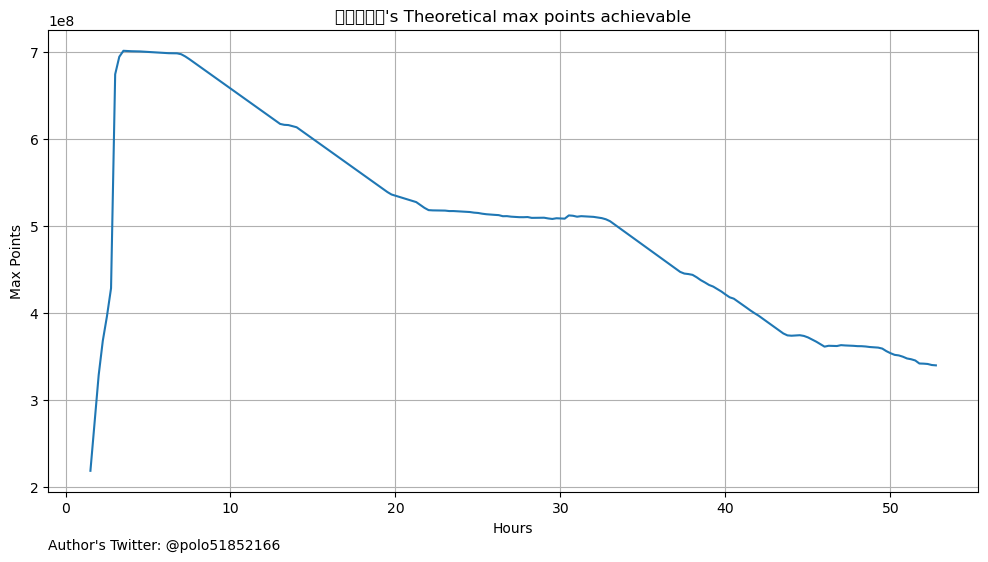 's Theoretical max points achievable
1e8
7
6
5
4
3
2
Max Points
0 10 20 30 40 50
Hours
Author's Twitter: @polo51852166